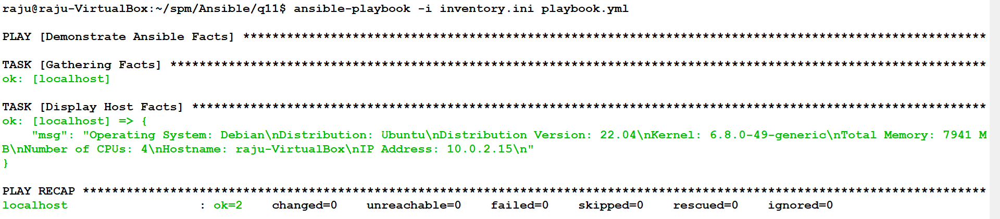 raju@raju-VirtualBox:~/spm/Ansible/q11$ ansible-playbook -i inventory.ini playbook.yml
PLAY [Demonstrate Ansible Facts] ******************************************************************************************************
TASK [Gathering Facts] ****************************************************************************************************************
ok: [localhost]
TASK [Display Host Facts] *************************************************************************************************************
ok: [localhost] => {
    "msg": "Operating System: Debian\nDistribution: Ubuntu\nDistribution Version: 22.04\nKernel: 6.8.0-49-generic\nTotal Memory: 7941 M
B\nNumber of CPUs: 4\nHostname: raju-VirtualBox\nIP Address: 10.0.2.15\n"
}
PLAY RECAP ****************************************************************************************************************************
localhost                  : ok=2    changed=0    unreachable=0    failed=0    skipped=0    rescued=0    ignored=0